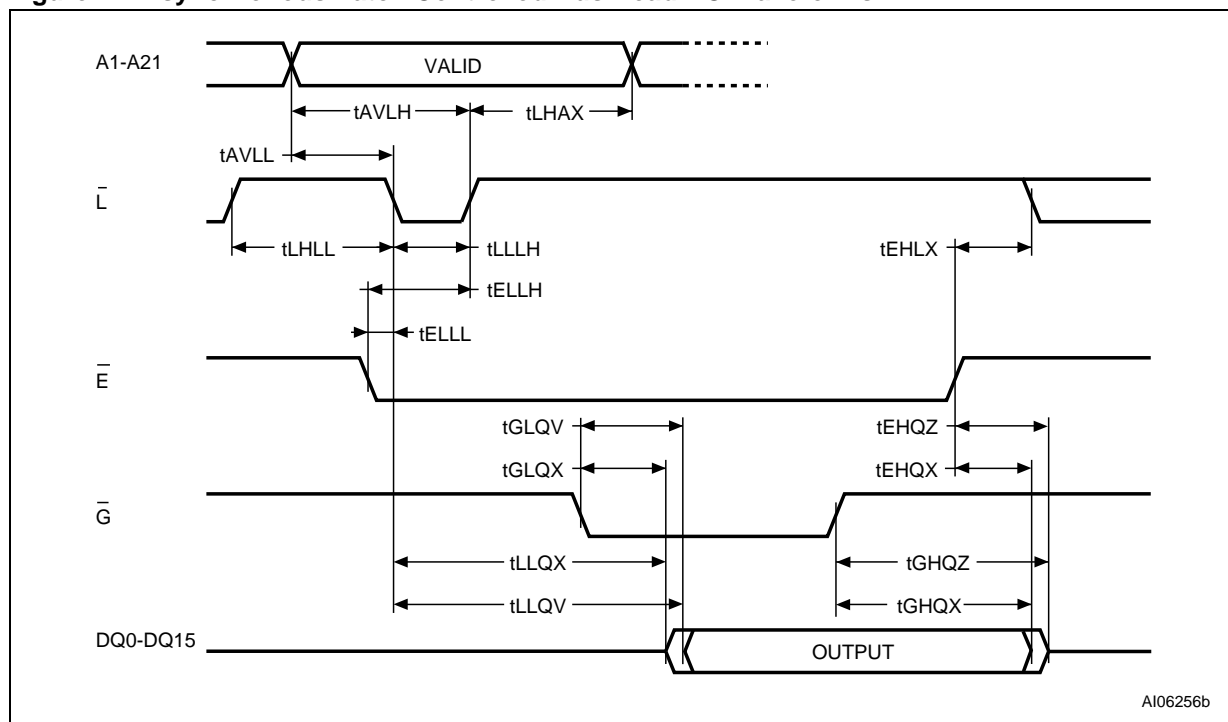 A1-A21
VALID
tAVLH
tLHAX
tAVLL
L̅
tLHLL
tLLLH
tEHLX
tELLH
tELLL
E̅
tGLQV
tEHQZ
tGLQX
tEHQX
G̅
tLLQX
tGHQZ
tLLQV
tGHQX
DQ0-DQ15
OUTPUT
AI06256b